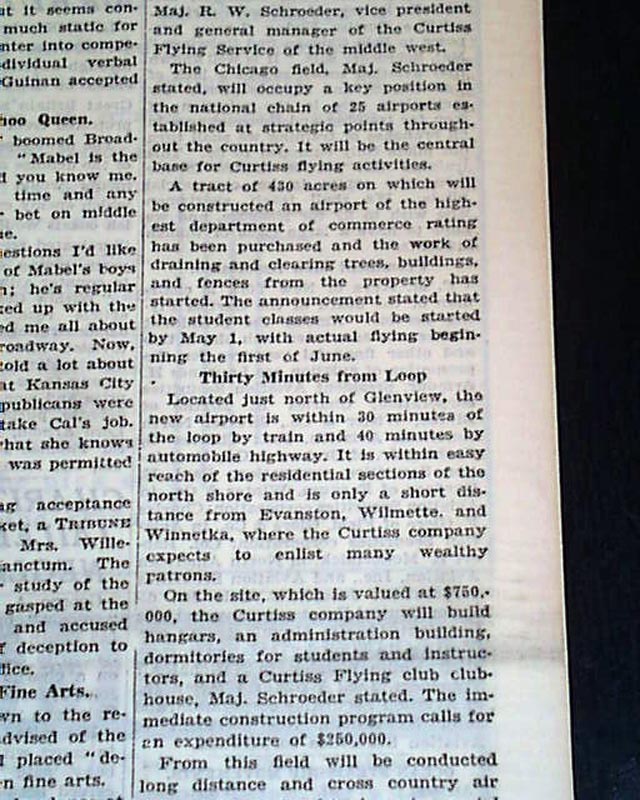 at it seems con-
much static for
nter into compe-
dividual verbal
Guinan accepted
hoo Queen.
boomed Broad-
"Mabel is the
d you know me.
time and any
bet on middle
e.
estions I'd like
of Mabel's boys
n; he's regular
ked up with the
ed me all about
roadway. Now,
told a lot about
at Kansas City
publicans were
take Cal's job.
hat she knows
was permitted
ng acceptance
ket, a TRIBUNE
Mrs. Wille-
anctum. The
study of the
gasped at the
and accused
f deception to
ffice.
Fine Arts.
wn to the re-
advised of the
l placed "de-
n fine arts.
Maj. R. W. Schroeder, vice president
and general manager of the Curtiss
Flying Service of the middle west.
The Chicago field, Maj. Schroeder
stated, will occupy a key position in
the national chain of 25 airports es-
tablished at strategic points through-
out the country. It will be the central
base for Curtiss flying activities.
A tract of 430 acres on which will
be constructed an airport of the high-
est department of commerce rating
has been purchased and the work of
draining and clearing trees, buildings,
and fences from the property has
started. The announcement stated that
the student classes would be started
by May 1, with actual flying begin-
ning the first of June.
Thirty Minutes from Loop
Located just north of Glenview, the
new airport is within 30 minutes of
the loop by train and 40 minutes by
automobile highway. It is within easy
reach of the residential sections of the
north shore and is only a short dis-
tance from Evanston, Wilmette. and
Winnetka, where the Curtiss company
expects to enlist many wealthy
patrons.
On the site, which is valued at $750,-
000, the Curtiss company will build
hangars, an administration building,
dormitories for students and instruc-
tors, and a Curtiss Flying club club-
house, Maj. Schroeder stated. The im-
mediate construction program calls for
an expenditure of $250,000.
From this field will be conducted
long distance and cross country air